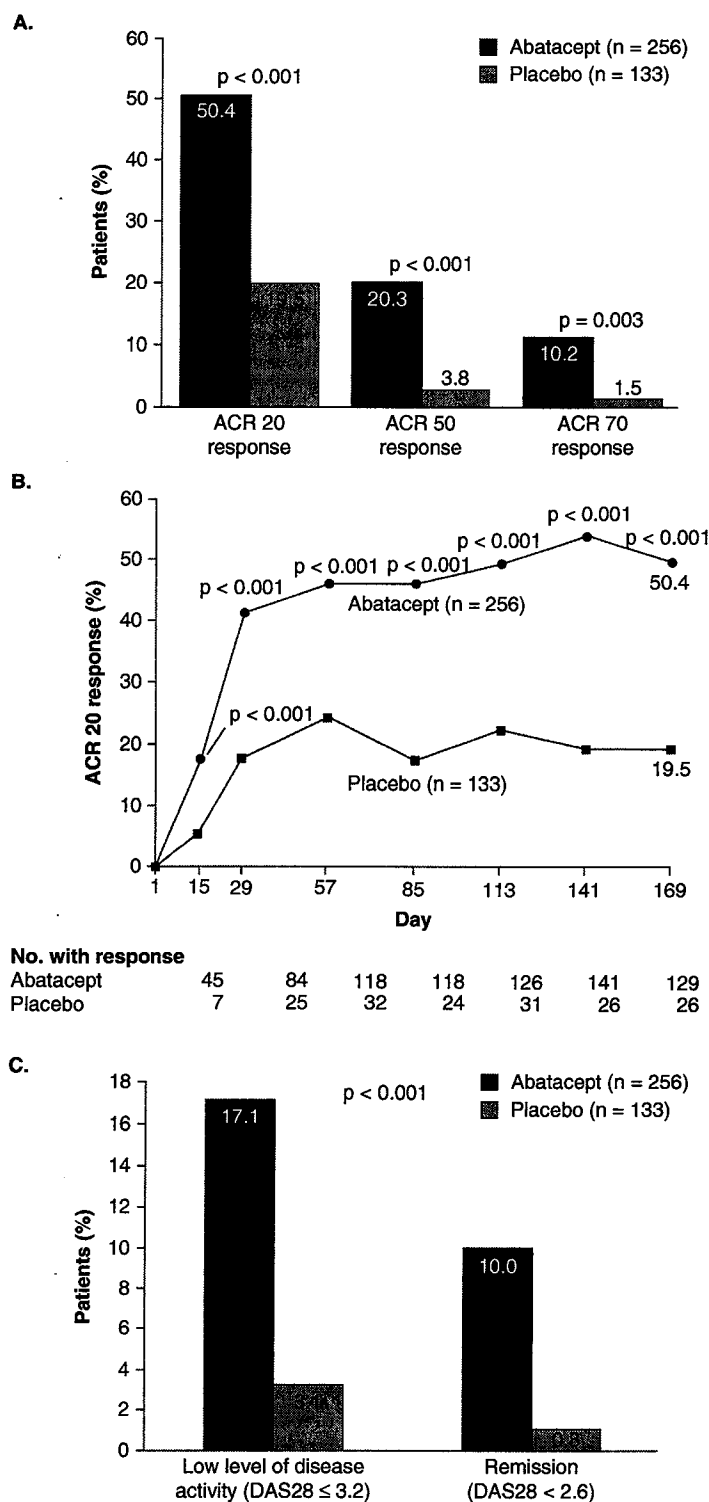 A.
60
50
40
30
20
10
0
Patients (%)
Abatacept (n = 256)
Placebo (n = 133)
p < 0.001
50.4
p < 0.001
20.3
3.8
p = 0.003
10.2
1.5
ACR 20
response
ACR 50
response
ACR 70
response
B.
60
50
40
30
20
10
0
ACR 20 response (%)
p < 0.001
p < 0.001
p < 0.001
p < 0.001
p < 0.001
p < 0.001
p < 0.001
50.4
Abatacept (n = 256)
Placebo (n = 133)
19.5
1 15 29 57 85 113 141 169
Day
No. with response
Abatacept 45 84 118 118 126 141 129
Placebo 7 25 32 24 31 26 26
C.
18
16
14
12
10
8
6
4
2
0
Patients (%)
Abatacept (n = 256)
Placebo (n = 133)
p < 0.001
17.1
10.0
0.8
Low level of disease
activity (DAS28 ≤ 3.2)
Remission
(DAS28 < 2.6)